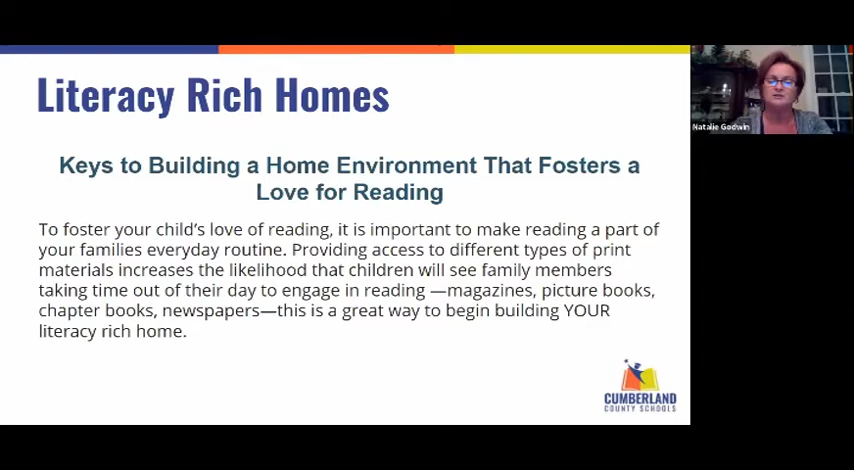 Literacy Rich Homes
Natalie Godwin
Keys to Building a Home Environment That Fosters a
Love for Reading
To foster your child's love of reading, it is important to make reading a part of
your families everyday routine. Providing access to different types of print
materials increases the likelihood that children will see family members
taking time out of their day to engage in reading —magazines, picture books,
chapter books, newspapers—this is a great way to begin building YOUR
literacy rich home.
CUMBERLAND
COUNTY SCHOOLS